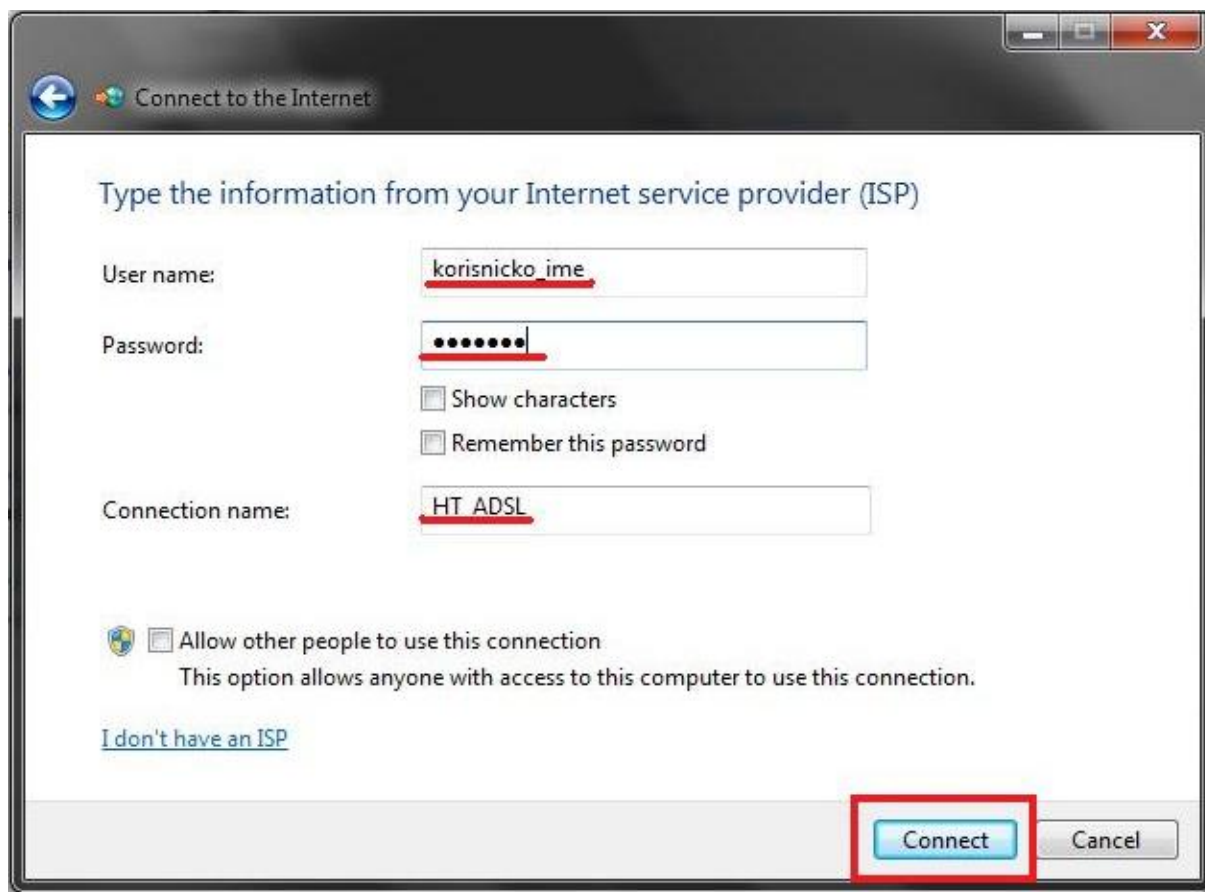 Connect to the Internet
Type the information from your Internet service provider (ISP)
User name:
korisnicko_ime
Password:
•••••••
Show characters
Remember this password
Connection name:
HT ADSL
Allow other people to use this connection
This option allows anyone with access to this computer to use this connection.
I don't have an ISP
Connect
Cancel